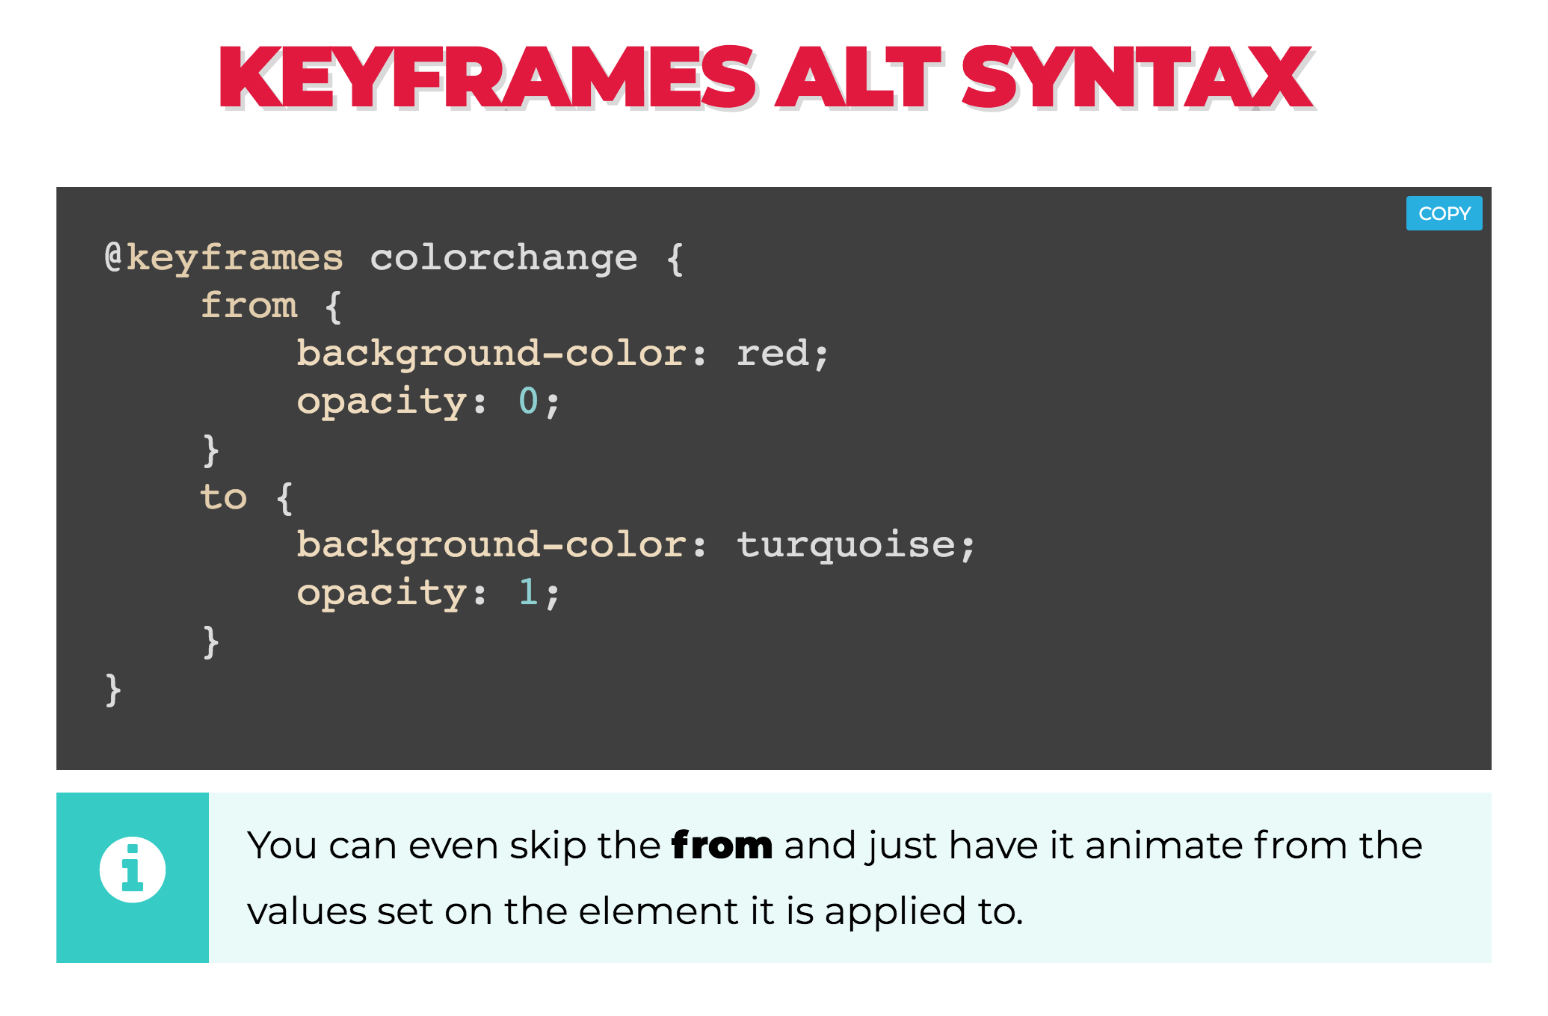 KEYFRAMES ALT SYNTAX
COPY
@keyframes colorchange {
    from {
        background-color: red;
        opacity: 0;
    }
    to {
        background-color: turquoise;
        opacity: 1;
    }
}
You can even skip the from and just have it animate from the
values set on the element it is applied to.